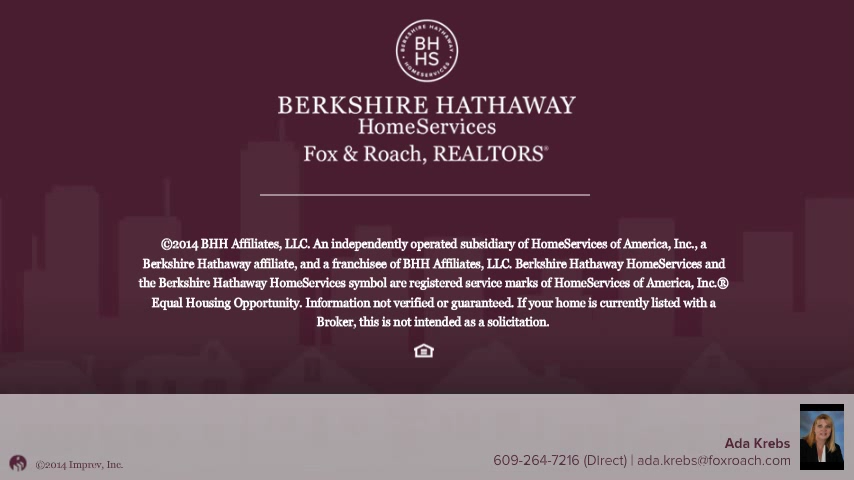 BERKSHIRE HATHAWAY
HOMESERVICES
BH
HS
BERKSHIRE HATHAWAY
HomeServices
Fox & Roach, REALTORS®
©2014 BHH Affiliates, LLC. An independently operated subsidiary of HomeServices of America, Inc., a
Berkshire Hathaway affiliate, and a franchisee of BHH Affiliates, LLC. Berkshire Hathaway HomeServices and
the Berkshire Hathaway HomeServices symbol are registered service marks of HomeServices of America, Inc.®
Equal Housing Opportunity. Information not verified or guaranteed. If your home is currently listed with a
Broker, this is not intended as a solicitation.
Ada Krebs
609-264-7216 (DIrect) | ada.krebs@foxroach.com
©2014 Imprev, Inc.